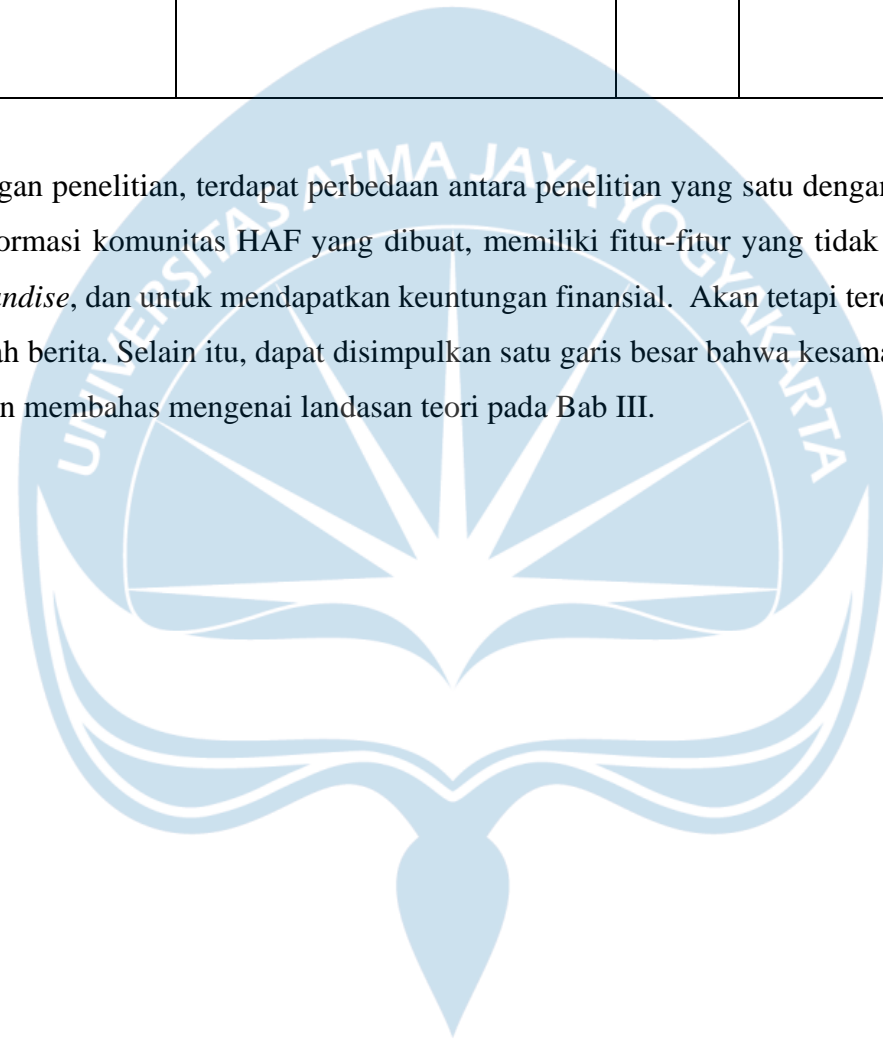 UNIVERSITAS ATMA JAYA YOGYAKARTA
gan penelitian, terdapat perbedaan antara penelitian yang satu dengan
ormasi komunitas HAF yang dibuat, memiliki fitur-fitur yang tidak
ndise, dan untuk mendapatkan keuntungan finansial. Akan tetapi
ah berita. Selain itu, dapat disimpulkan satu garis besar bahwa
n membahas mengenai landasan teori pada Bab III.